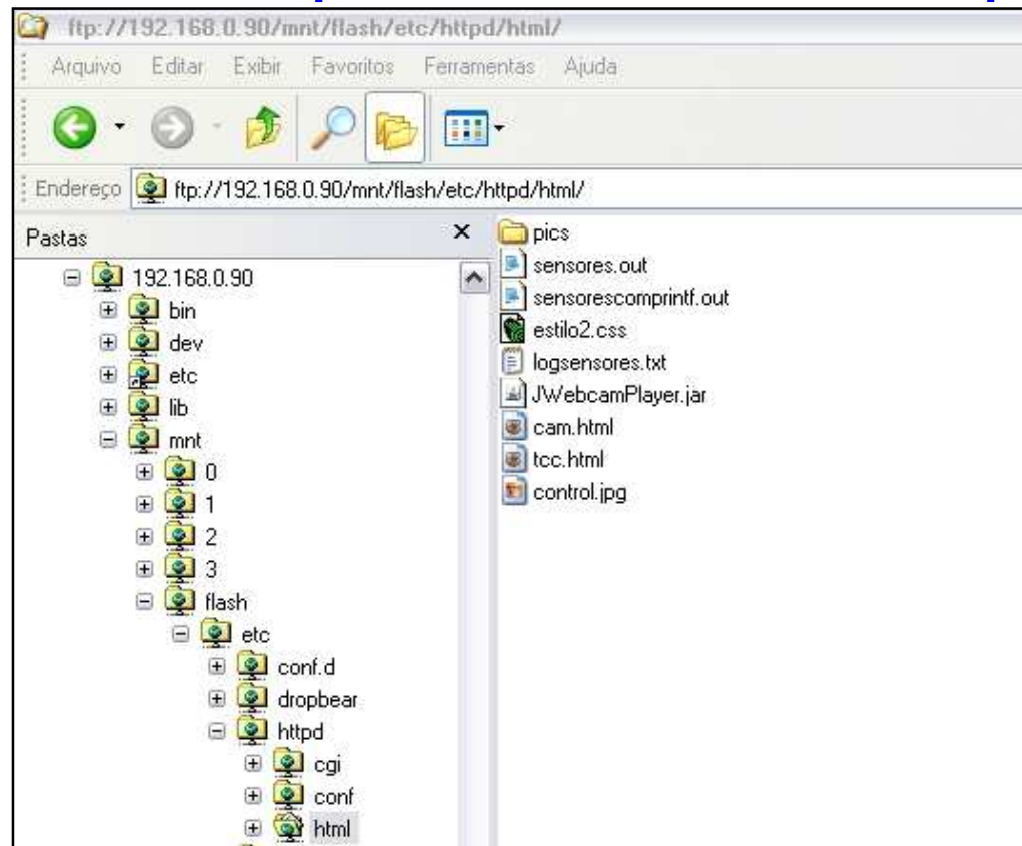 ftp://192.168.0.90/mnt/flash/etc/httpd/html/
Arquivo Editar Exibir Favoritos Ferramentas Ajuda
Endereço ftp://192.168.0.90/mnt/flash/etc/httpd/html/
Pastas
192.168.0.90
bin
dev
etc
lib
mnt
0
1
2
3
flash
etc
conf.d
dropbear
httpd
cgi
conf
html
pics
sensores.out
sensorescomprintf.out
estilo2.css
logsensores.txt
JWebcamPlayer.jar
cam.html
tcc.html
control.jpg